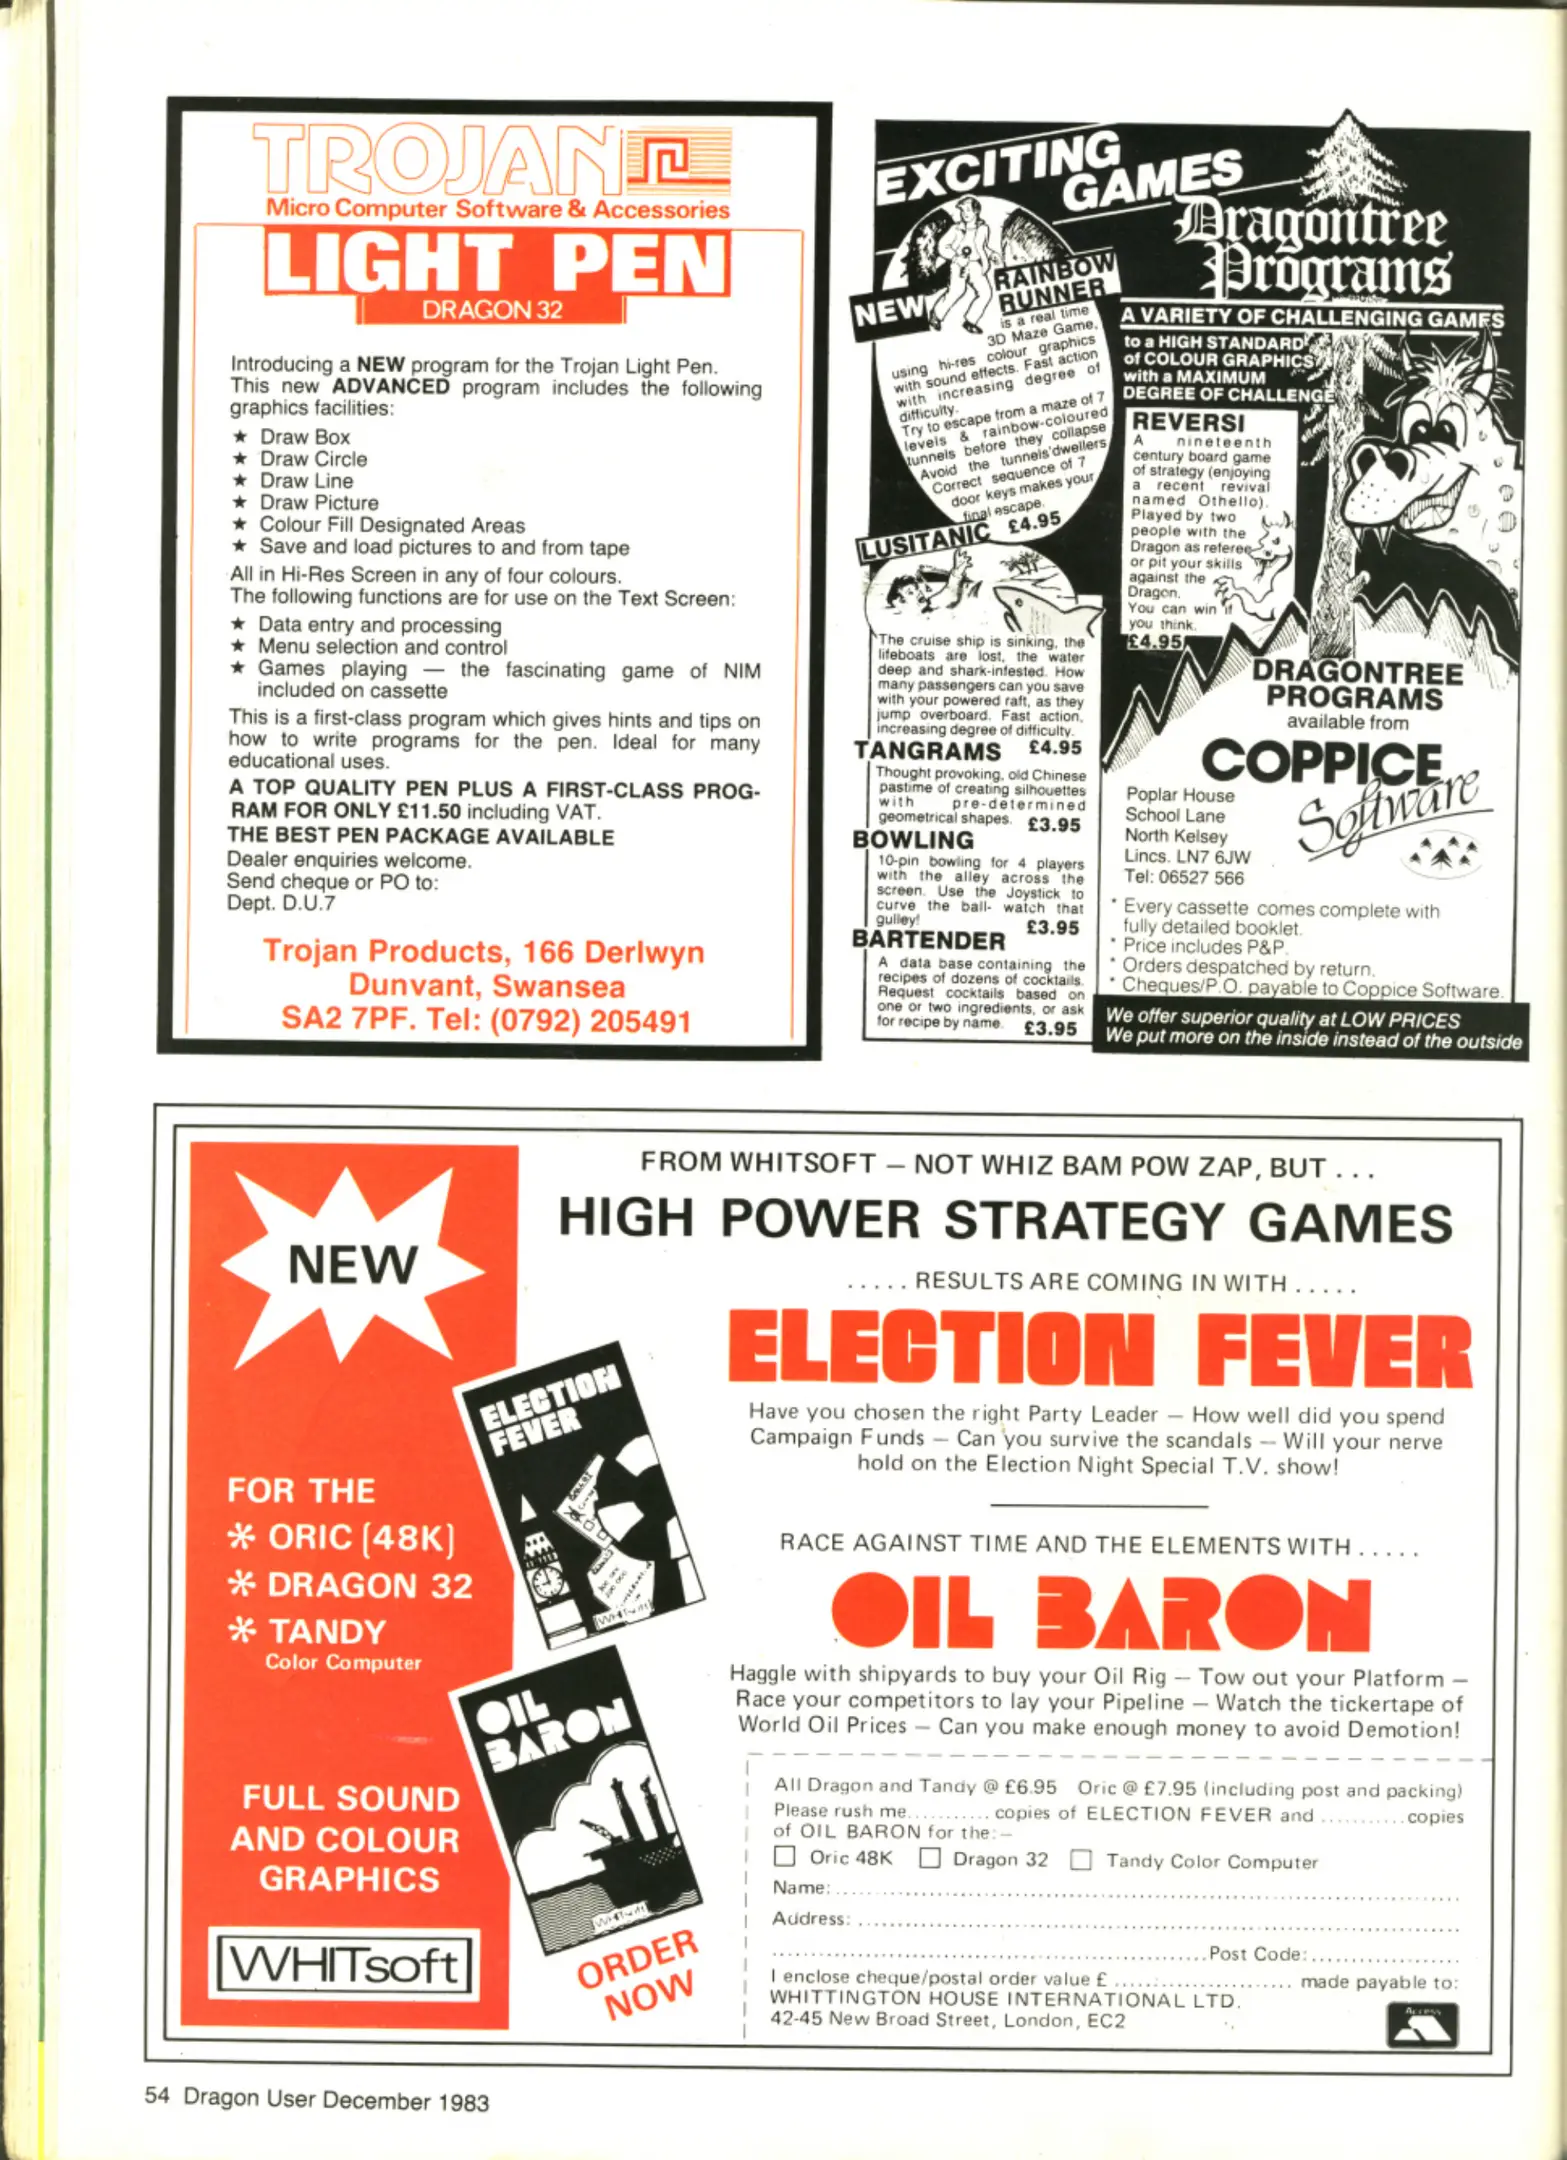 TROJAN
Micro Computer Software & Accessories
LIGHT PEN
DRAGON 32
Introducing a NEW program for the Trojan Light Pen.
This new ADVANCED program includes the following
graphics facilities:
★ Draw Box
★ Draw Circle
★ Draw Line
★ Draw Picture
★ Colour Fill Designated Areas
★ Save and load pictures to and from tape
All in Hi-Res Screen in any of four colours.
The following functions are for use on the Text Screen:
★ Data entry and processing
★ Menu selection and control
★ Games playing — the fascinating game of NIM
included on cassette
This is a first-class program which gives hints and tips on
how to write programs for the pen. Ideal for many
educational uses.
A TOP QUALITY PEN PLUS A FIRST-CLASS PROG-
RAM FOR ONLY £11.50 including VAT.
THE BEST PEN PACKAGE AVAILABLE
Dealer enquiries welcome.
Send cheque or PO to:
Dept. D.U.7
Trojan Products, 166 Derlwyn
Dunvant, Swansea
SA2 7PF. Tel: (0792) 205491
EXCITING
GAMES
NEW
RAINBOW
RUNNER
is a real time
3D Maze Game,
using hi-res colour graphics
with sound effects. Fast action
with increasing degree of
difficulty.
Try to escape from a maze of 7
levels & rainbow-coloured
tunnels before they collapse
Avoid the tunnels'dwellers
Correct sequence of 7
door keys makes your
final escape.
£4.95
LUSITANIC
The cruise ship is sinking, the
lifeboats are lost, the water
deep and shark-infested. How
many passengers can you save
with your powered raft, as they
jump overboard. Fast action,
increasing degree of difficulty.
£4.95
TANGRAMS
Thought provoking, old Chinese
pastime of creating silhouettes
with pre-determined
geometrical shapes. £3.95
BOWLING
10-pin bowling for 4 players
with the alley across the
screen. Use the Joystick to
curve the ball- watch that
gulley! £3.95
BARTENDER
A data base containing the
recipes of dozens of cocktails.
Request cocktails based on
one or two ingredients, or ask
for recipe by name. £3.95
Dragontree
Programs
A VARIETY OF CHALLENGING GAMES
to a HIGH STANDARD
of COLOUR GRAPHICS
with a MAXIMUM
DEGREE OF CHALLENGE
REVERSI
A nineteenth
century board game
of strategy (enjoying
a recent revival
named Othello).
Played by two
people with the
Dragon as referee
or pit your skills
against the
Dragon.
You can win if
you think.
£4.95
DRAGONTREE
PROGRAMS
available from
COPPICE
Software
Poplar House
School Lane
North Kelsey
Lincs. LN7 6JW
Tel: 06527 566
* Every cassette comes complete with
fully detailed booklet.
* Price includes P&P.
* Orders despatched by return.
* Cheques/P.O. payable to Coppice Software.
We offer superior quality at LOW PRICES
We put more on the inside instead of the outside
NEW
FOR THE
* ORIC (48K)
* DRAGON 32
* TANDY
Color Computer
FULL SOUND
AND COLOUR
GRAPHICS
WHITsoft
ELECTION
FEVER
WHITsoft
OIL
BARON
WHITsoft
ORDER
NOW
FROM WHITSOFT — NOT WHIZ BAM POW ZAP, BUT . . .
HIGH POWER STRATEGY GAMES
. . . . . RESULTS ARE COMING IN WITH . . . . .
ELECTION FEVER
Have you chosen the right Party Leader — How well did you spend
Campaign Funds — Can you survive the scandals — Will your nerve
hold on the Election Night Special T.V. show!
RACE AGAINST TIME AND THE ELEMENTS WITH . . . . .
OIL BARON
Haggle with shipyards to buy your Oil Rig — Tow out your Platform —
Race your competitors to lay your Pipeline — Watch the tickertape of
World Oil Prices — Can you make enough money to avoid Demotion!
All Dragon and Tandy @ £6.95 Oric @ £7.95 (including post and packing)
Please rush me........... copies of ELECTION FEVER and ...........copies
of OIL BARON for the:—
☐ Oric 48K ☐ Dragon 32 ☐ Tandy Color Computer
Name: ..........
Address: ..........
..........Post Code: ..........
I enclose cheque/postal order value £ .......... made payable to:
WHITTINGTON HOUSE INTERNATIONAL LTD.
42-45 New Broad Street, London, EC2
Access
54 Dragon User December 1983